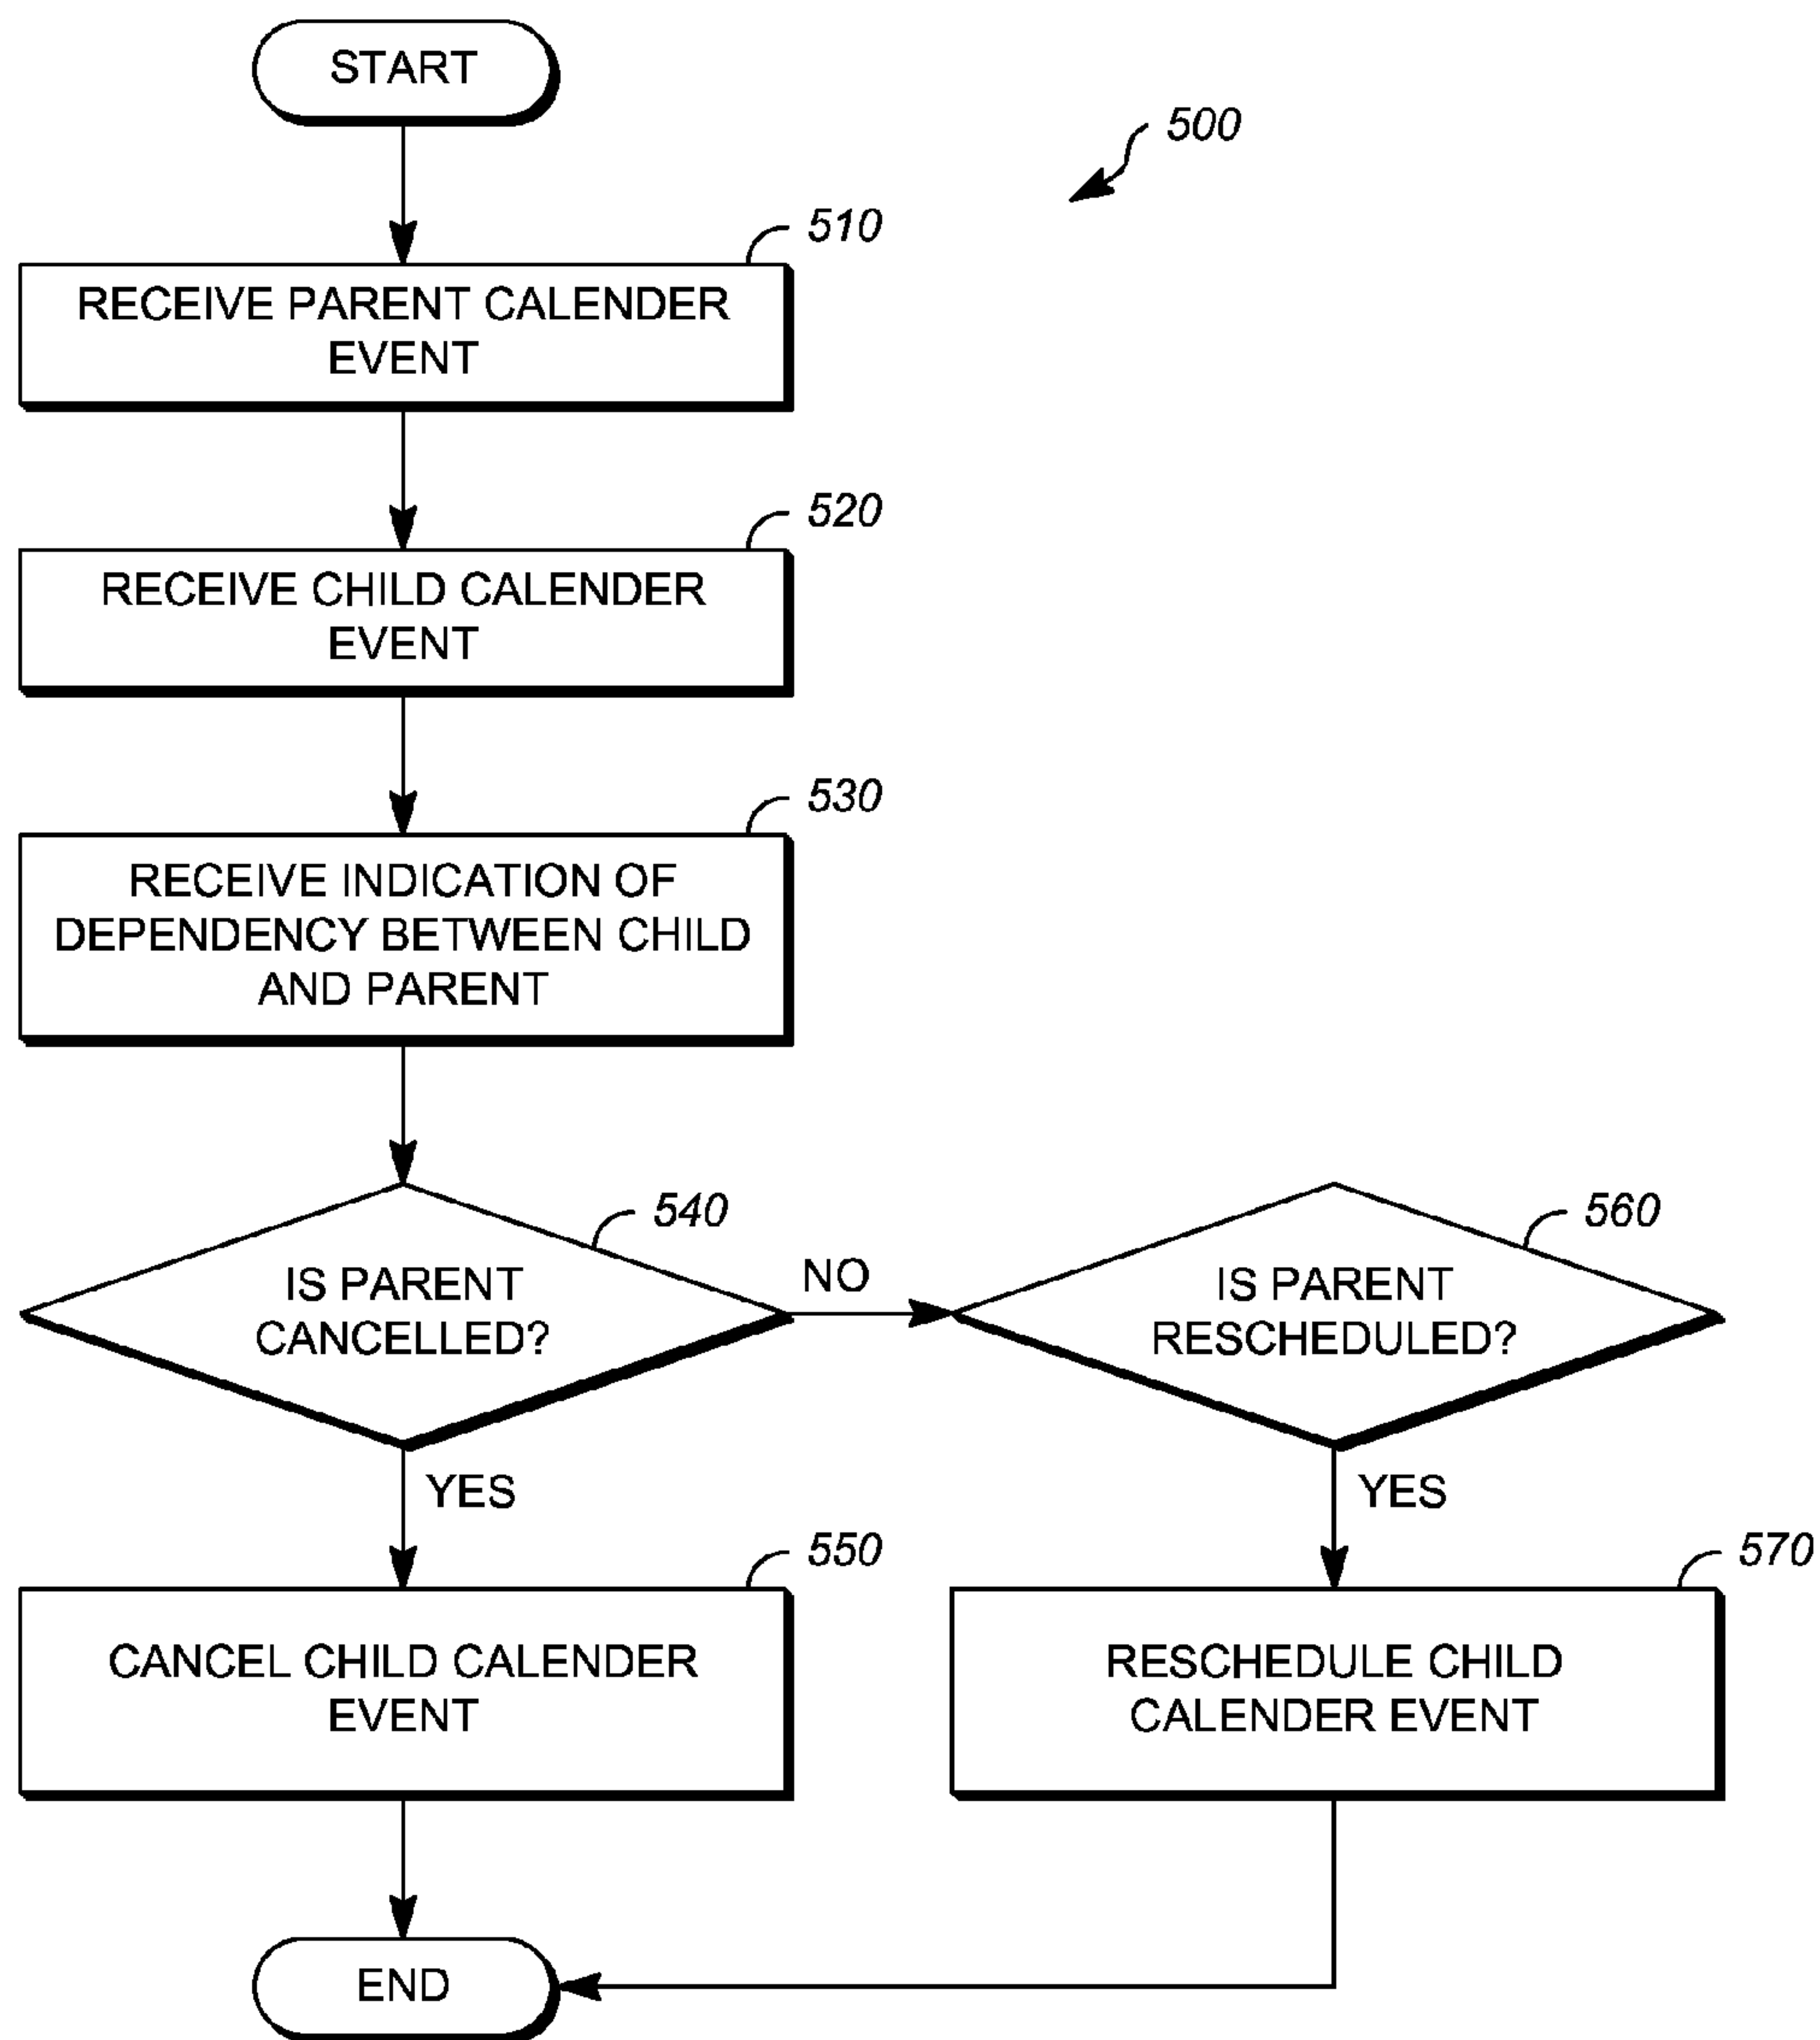 START
500
510
RECEIVE PARENT CALENDER
EVENT
520
RECEIVE CHILD CALENDER
EVENT
530
RECEIVE INDICATION OF
DEPENDENCY BETWEEN CHILD
AND PARENT
540
IS PARENT
CANCELLED?
NO
560
IS PARENT
RESCHEDULED?
YES
YES
550
CANCEL CHILD CALENDER
EVENT
570
RESCHEDULE CHILD
CALENDER EVENT
END